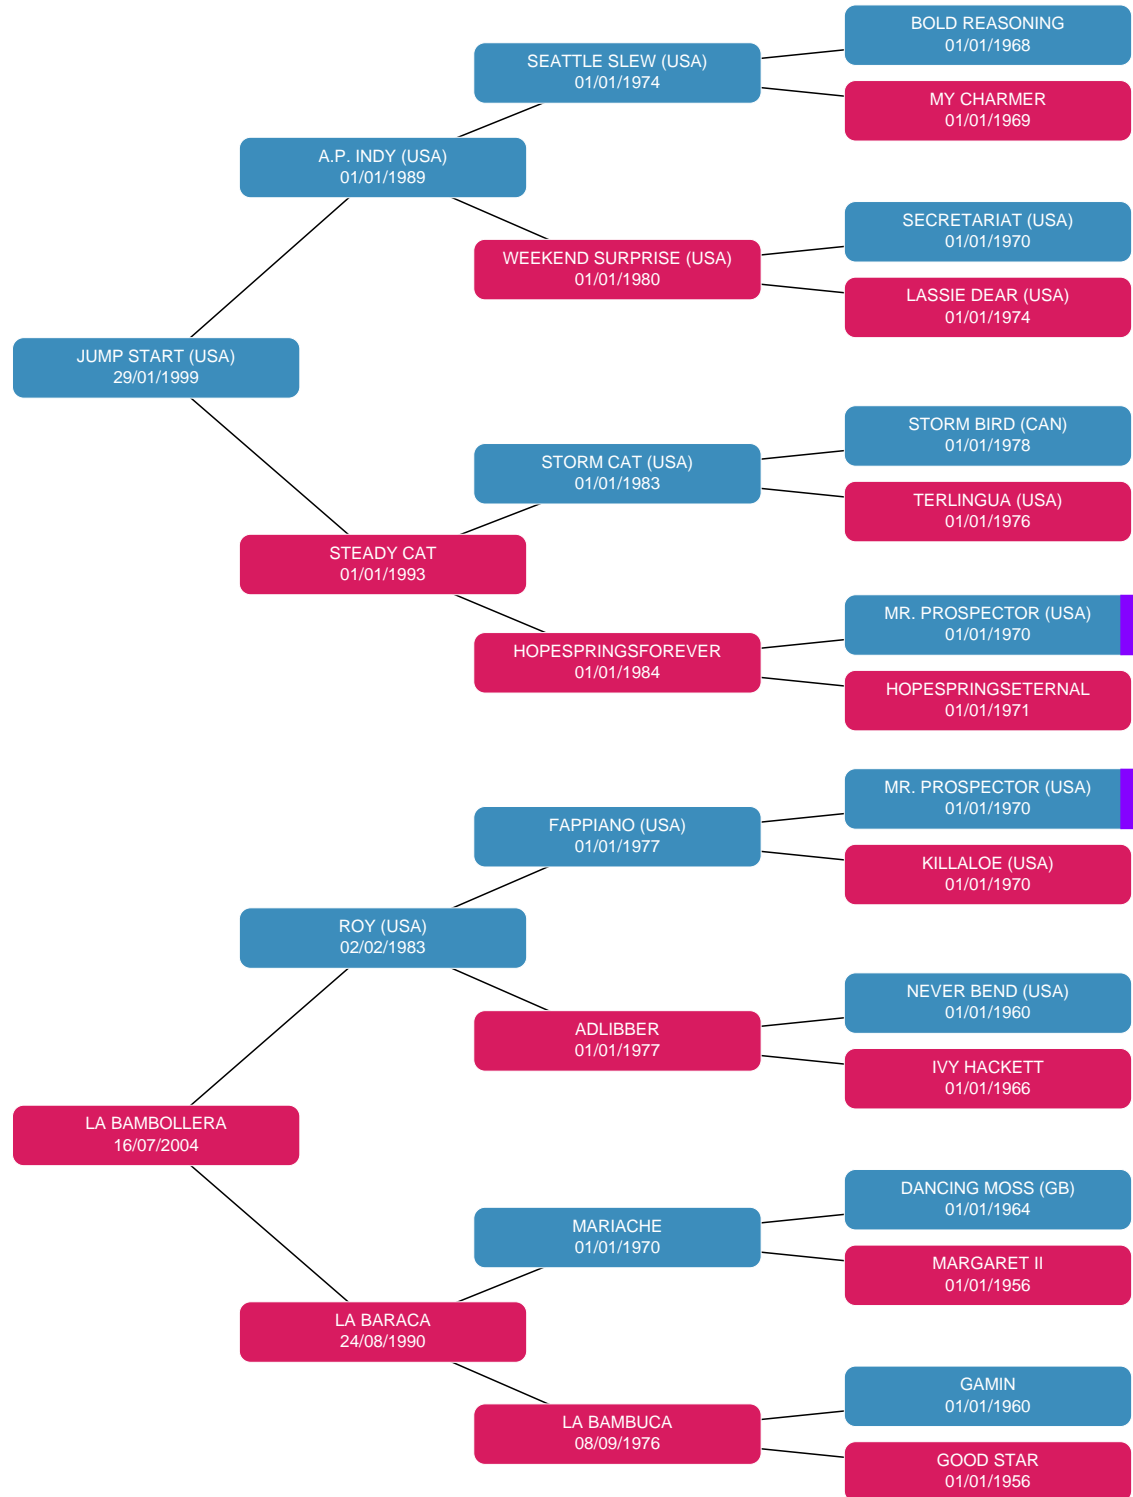 BOLD REASONING
01/01/1968
SEATTLE SLEW (USA)
01/01/1974
MY CHARMER
01/01/1969
A.P. INDY (USA)
01/01/1989
SECRETARIAT (USA)
01/01/1970
WEEKEND SURPRISE (USA)
01/01/1980
LASSIE DEAR (USA)
01/01/1974
JUMP START (USA)
29/01/1999
STORM BIRD (CAN)
01/01/1978
STORM CAT (USA)
01/01/1983
TERLINGUA (USA)
01/01/1976
STEADY CAT
01/01/1993
MR. PROSPECTOR (USA)
01/01/1970
HOPESPRINGSFOREVER
01/01/1984
HOPESPRINGSETERNAL
01/01/1971
MR. PROSPECTOR (USA)
01/01/1970
FAPPIANO (USA)
01/01/1977
KILLALOE (USA)
01/01/1970
ROY (USA)
02/02/1983
NEVER BEND (USA)
01/01/1960
ADLIBBER
01/01/1977
IVY HACKETT
01/01/1966
LA BAMBOLLERA
16/07/2004
DANCING MOSS (GB)
01/01/1964
MARIACHE
01/01/1970
MARGARET II
01/01/1956
LA BARACA
24/08/1990
GAMIN
01/01/1960
LA BAMBUCA
08/09/1976
GOOD STAR
01/01/1956